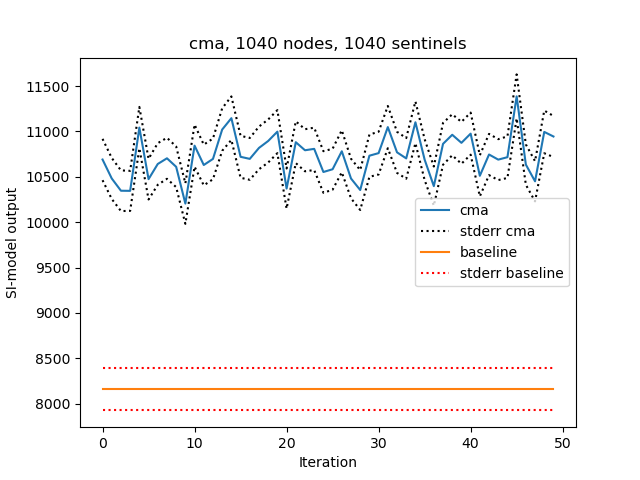 cma, 1040 nodes, 1040 sentinels
SI-model output
11500
11000
10500
10000
9500
9000
8500
8000
cma
stderr cma
baseline
stderr baseline
0 10 20 30 40 50
Iteration